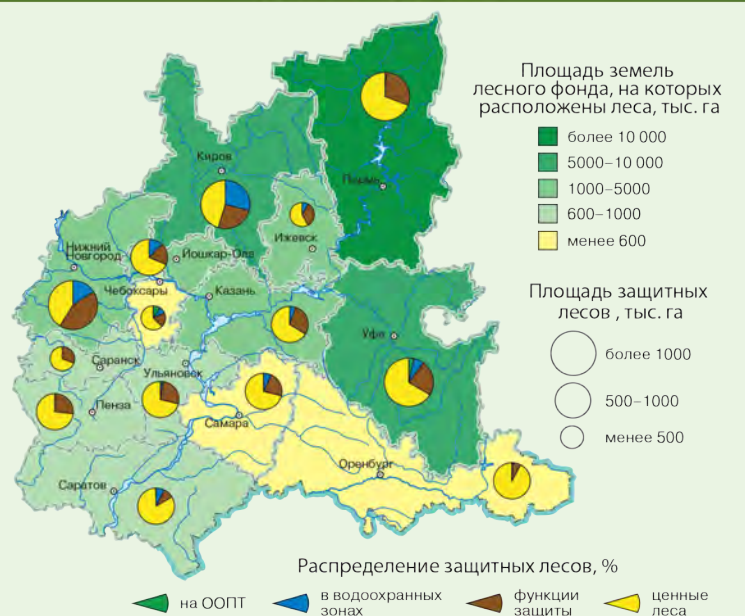 Площадь земель
лесного фонда, на которых
расположены леса, тыс. га
более 10 000
5000–10 000
1000–5000
600–1000
менее 600
Площадь защитных
лесов , тыс. га
более 1000
500–1000
менее 500
Киров
Пермь
Ижевск
Нижний
Новгород
Йошкар-Ола
Чебоксары
Казань
Уфа
Саранск
Ульяновск
Пенза
Самара
Оренбург
Саратов
Распределение защитных лесов, %
на ООПТ
в водоохранных
зонах
функции
защиты
ценные
леса